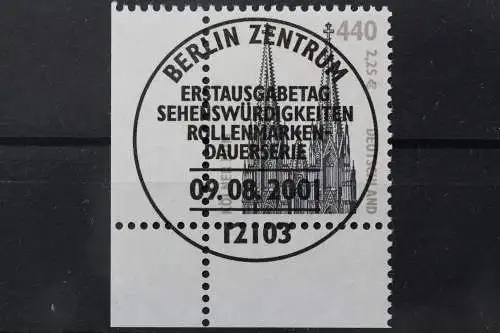 BERLIN ZENTRUM
ERSTAUSGABETAG
SEHENSWÜRDIGKEITEN
ROLLENMARKEN-
DAUERSERIE
09.08.2001
12103
440
2,25 €
DEUTSCHLAND